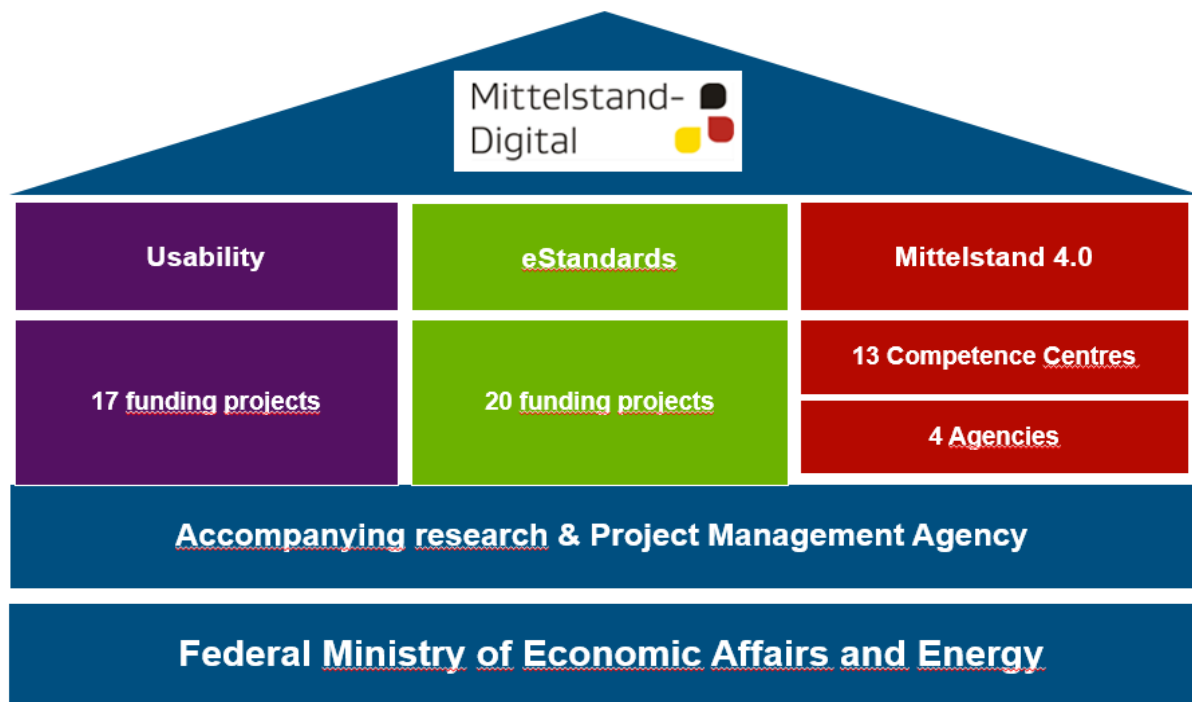 Mittelstand-
Digital
Usability
eStandards
Mittelstand 4.0
17 funding projects
20 funding projects
13 Competence Centres
4 Agencies
Accompanying research & Project Management Agency
Federal Ministry of Economic Affairs and Energy